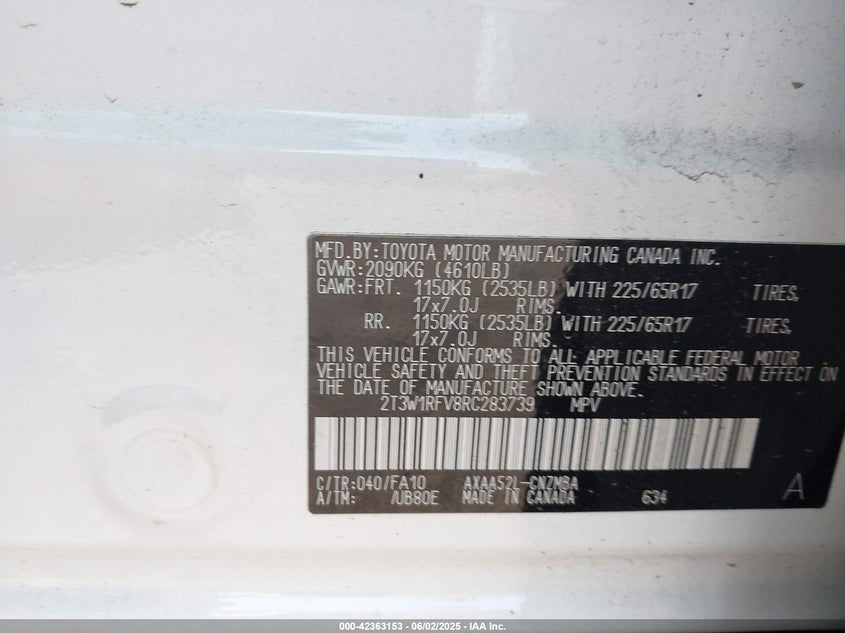 MFD.BY:TOYOTA MOTOR MANUFACTURING CANADA INC.
GVWR:2090KG (4610LB)
GAWR:FRT. 1150KG (2535LB) WITH 225/65R17 TIRES,
17x7.0J RIMS.
RR. 1150KG (2535LB) WITH 225/65R17 TIRES,
17x7.0J RIMS.
THIS VEHICLE CONFORMS TO ALL APPLICABLE FEDERAL MOTOR
VEHICLE SAFETY AND THEFT PREVENTION STANDARDS IN EFFECT ON
THE DATE OF MANUFACTURE SHOWN ABOVE.
2T3W1RFV8RC283739 MPV
C/TR:040/FA10 AXAA52L-CNZMBA
A/TM: /UB80E MADE IN CANADA 634 A
000-42363153 - 06/02/2025 - IAA Inc.